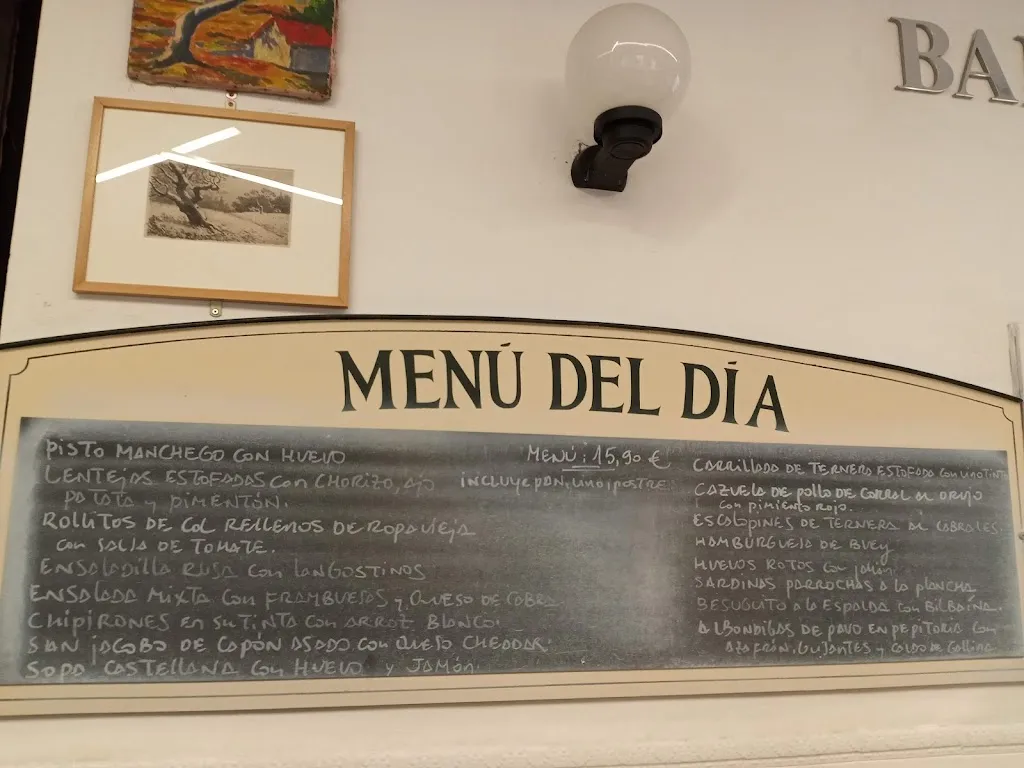 BA
MENÚ DEL DÍA
PISTO MANCHEGO CON HUEVO
LENTEJAS ESTOFADAS CON CHORIZO, AJO
PATATA Y PIMENTÓN.
ROLLITOS DE COL RELLENOS DE ROPA VIEJA
CON SALSA DE TOMATE.
ENSALADILLA RUSA CON LANGOSTINOS
ENSALADA MIXTA CON FRAMBUESAS Y QUESO DE CABRA
CHIPIRONES EN SU TINTA CON ARROZ BLANCO.
SAN JACOBO DE CAPÓN ASADO CON QUESO CHEDDAR.
SOPA CASTELLANA CON HUEVO Y JAMÓN.
MENÚ: 15,90 €
INCLUYE PAN, VINO, POSTRE
CARRILLADA DE TERNERA ESTOFADA CON VINO TINT
CAZUELA DE POLLO DE CORRAL AL ORUJO
CON PIMIENTO ROJO.
ESCALOPINES DE TERNERA AL CABRALES
HAMBURGUESA DE BUEY
HUEVOS ROTOS CON JAMÓN
SARDINAS PARROCHAS A LA PLANCHA
BESUGUITO A LA ESPALDA CON BILBAÍNA.
ALBONDIGAS DE PAVO EN PEPITORIA CON
AZAFRÁN, GUISANTES Y CALDO DE GALLINA